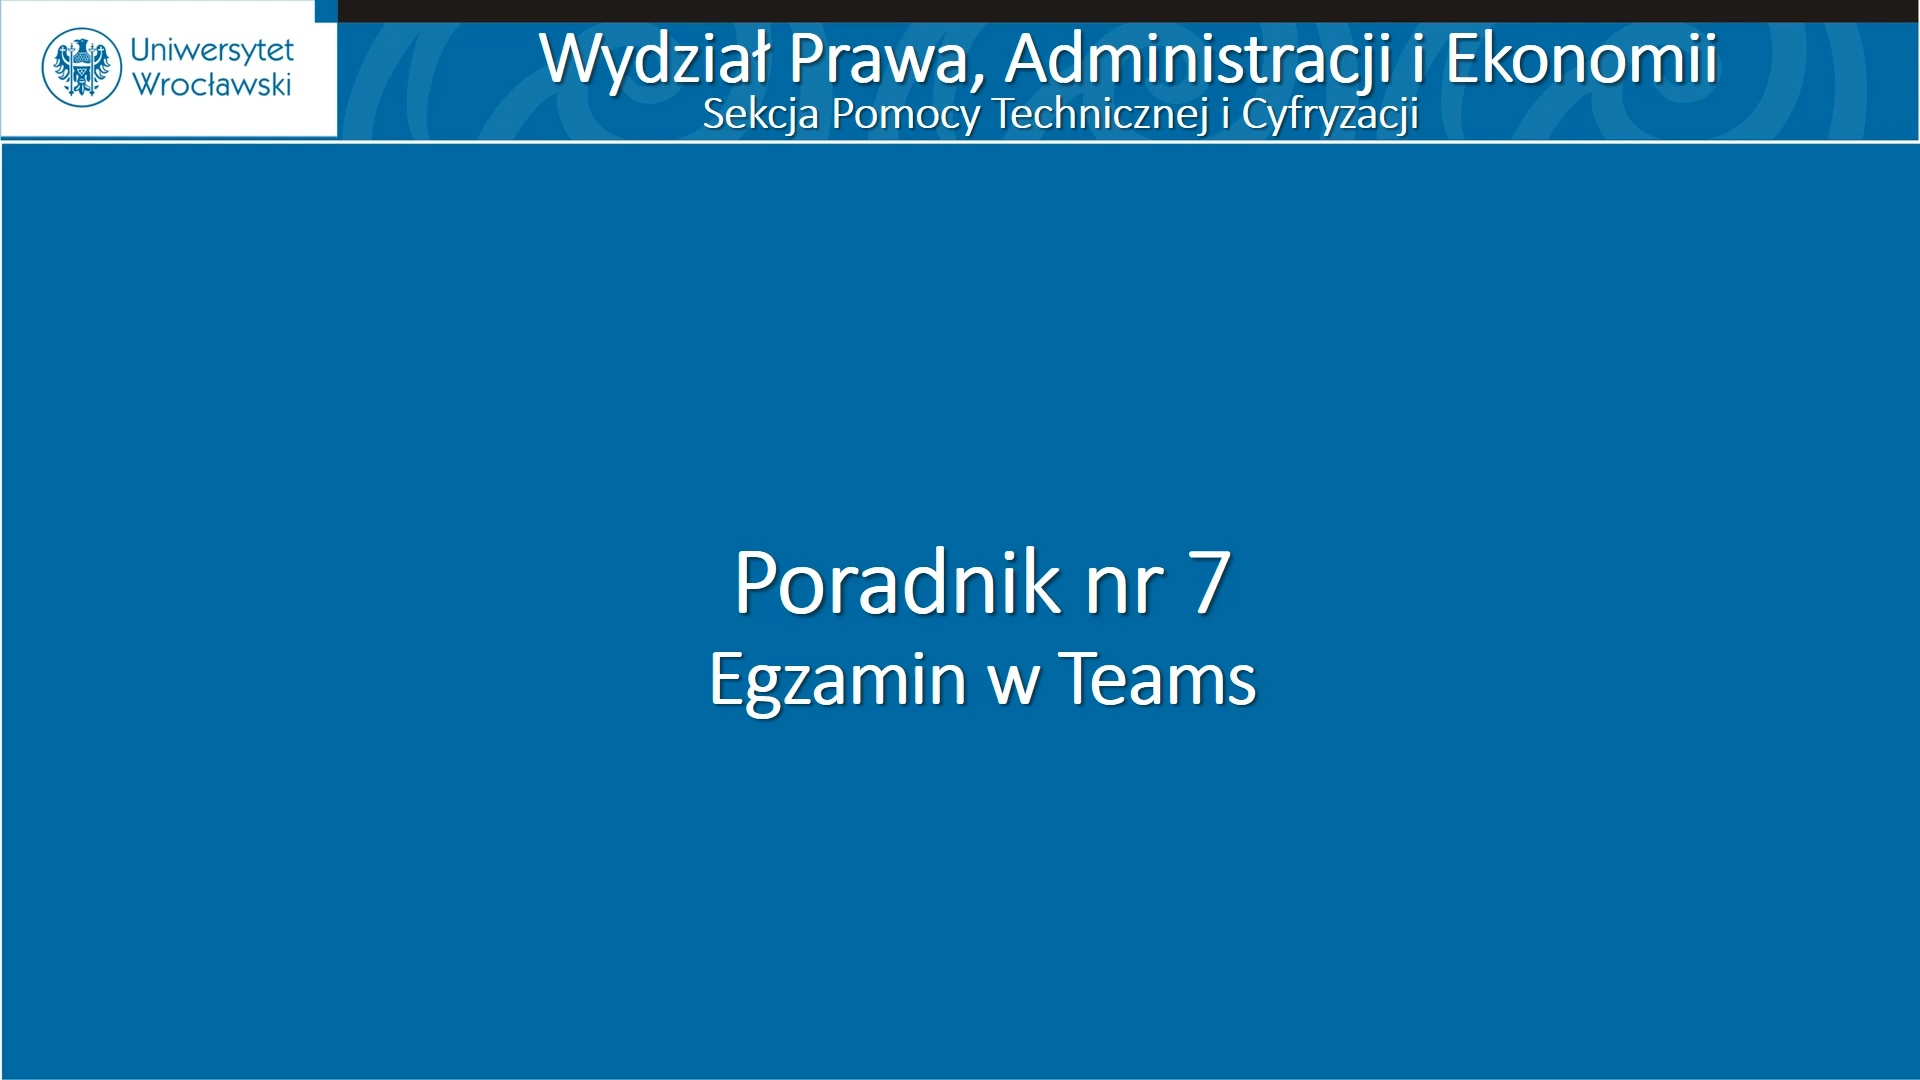 Uniwersytet
Wrocławski
Wydział Prawa, Administracji i Ekonomii
Sekcja Pomocy Technicznej i Cyfryzacji
Poradnik nr 7
Egzamin w Teams